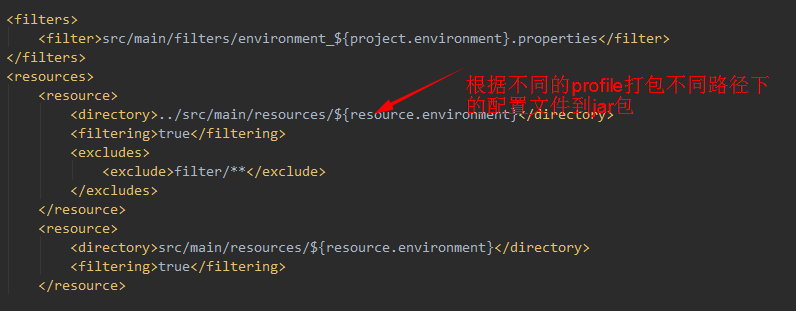 <filters>
<filter>src/main/filters/environment_${project.environment}.properties</filter>
</filters>
<resources>
<resource>
根据不同的profile打包不同路径下
的配置文件到jar包
<directory>../src/main/resources/${resource.environment}</directory>
<filtering>true</filtering>
<excludes>
<exclude>filter/**</exclude>
</excludes>
</resource>
<resource>
<directory>src/main/resources/${resource.environment}</directory>
<filtering>true</filtering>
</resource>